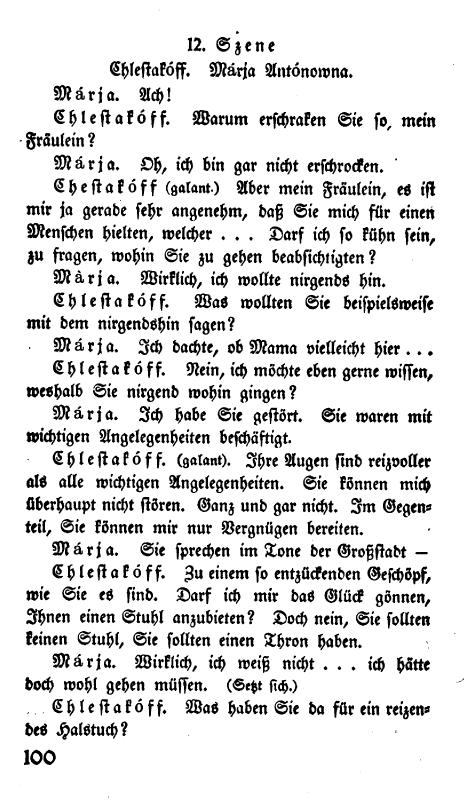 12. Szene
Chlestakóff. Márja Antónowna.
Márja. Ach!
Chlestakóff. Warum erschraken Sie so, mein
Fräulein?
Márja. Oh, ich bin gar nicht erschrocken.
Chestakóff (galant.) Aber mein Fräulein, es ist
mir ja gerade sehr angenehm, daß Sie mich für einen
Menschen hielten, welcher . . . Darf ich so kühn sein,
zu fragen, wohin Sie zu gehen beabsichtigten?
Màrja. Wirklich, ich wollte nirgends hin.
Chlestakóff. Was wollten Sie beispielsweise
mit dem nirgendshin sagen?
Márja. Ich dachte, ob Mama vielleicht hier . . .
Chlestakóff. Nein, ich möchte eben gerne wissen,
weshalb Sie nirgend wohin gingen?
Márja. Ich habe Sie gestört. Sie waren mit
wichtigen Angelegenheiten beschäftigt.
Chlestakóff. (galant). Ihre Augen sind reizvoller
als alle wichtigen Angelegenheiten. Sie können mich
überhaupt nicht stören. Ganz und gar nicht. Im Gegen-
teil, Sie können mir nur Vergnügen bereiten.
Márja. Sie sprechen im Tone der Großstadt —
Chlestakóff. Zu einem so entzückenden Geschöpf,
wie Sie es sind. Darf ich mir das Glück gönnen,
Ihnen einen Stuhl anzubieten? Doch nein, Sie sollten
keinen Stuhl, Sie sollten einen Thron haben.
Márja. Wirklich, ich weiß nicht . . . ich hätte
doch wohl gehen müssen. (Setzt sich.)
Chlestakóff. Was haben Sie da für ein reizen-
des Halstuch?
100